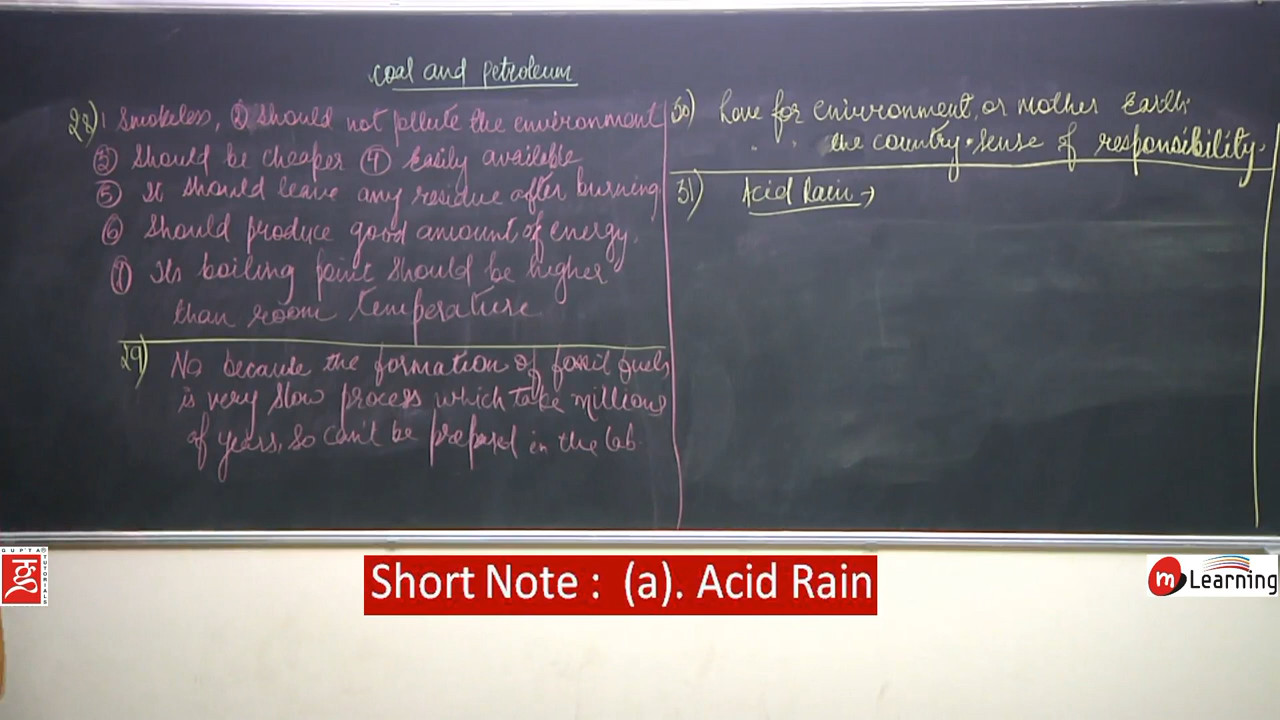 coal and petroleum
28) 1 Smokeless, ② Should not pollute the environment
③ Should be cheaper ④ Easily available
⑤ It should leave any residue after burning
⑥ Should produce good amount of energy.
⑦ Its boiling point should be higher
than room temperature
29) No because the formation of fossil fuels
is very slow process which take millions
of years, so can't be prepared in the lab.
30) Love for environment, or mother Earth.
" " the country. sense of responsibility.
31) Acid Rain →
GUPTA TUTORIALS
Short Note : (a). Acid Rain
m Learning